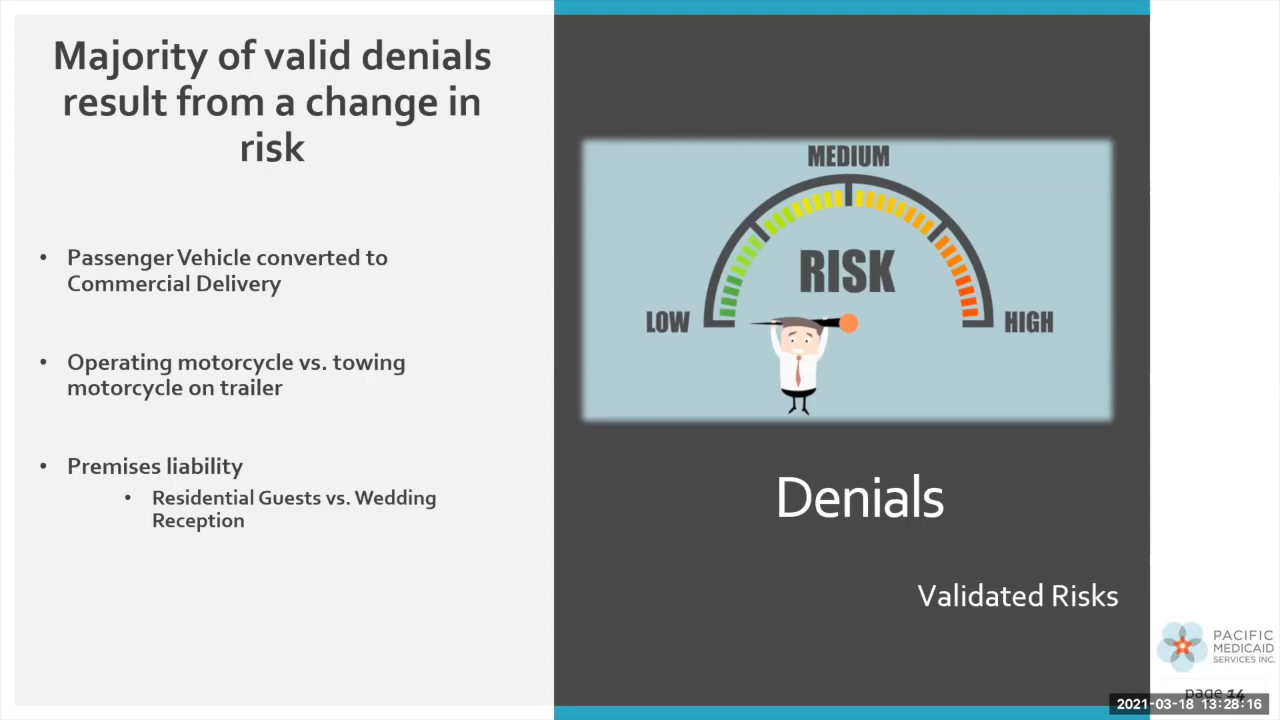 Majority of valid denials
result from a change in
risk
• Passenger Vehicle converted to
Commercial Delivery
• Operating motorcycle vs. towing
motorcycle on trailer
• Premises liability
• Residential Guests vs. Wedding
Reception
MEDIUM
RISK
LOW
HIGH
Denials
Validated Risks
PACIFIC
MEDICAID
SERVICES INC.
page 14
2021-03-18 13:28:16